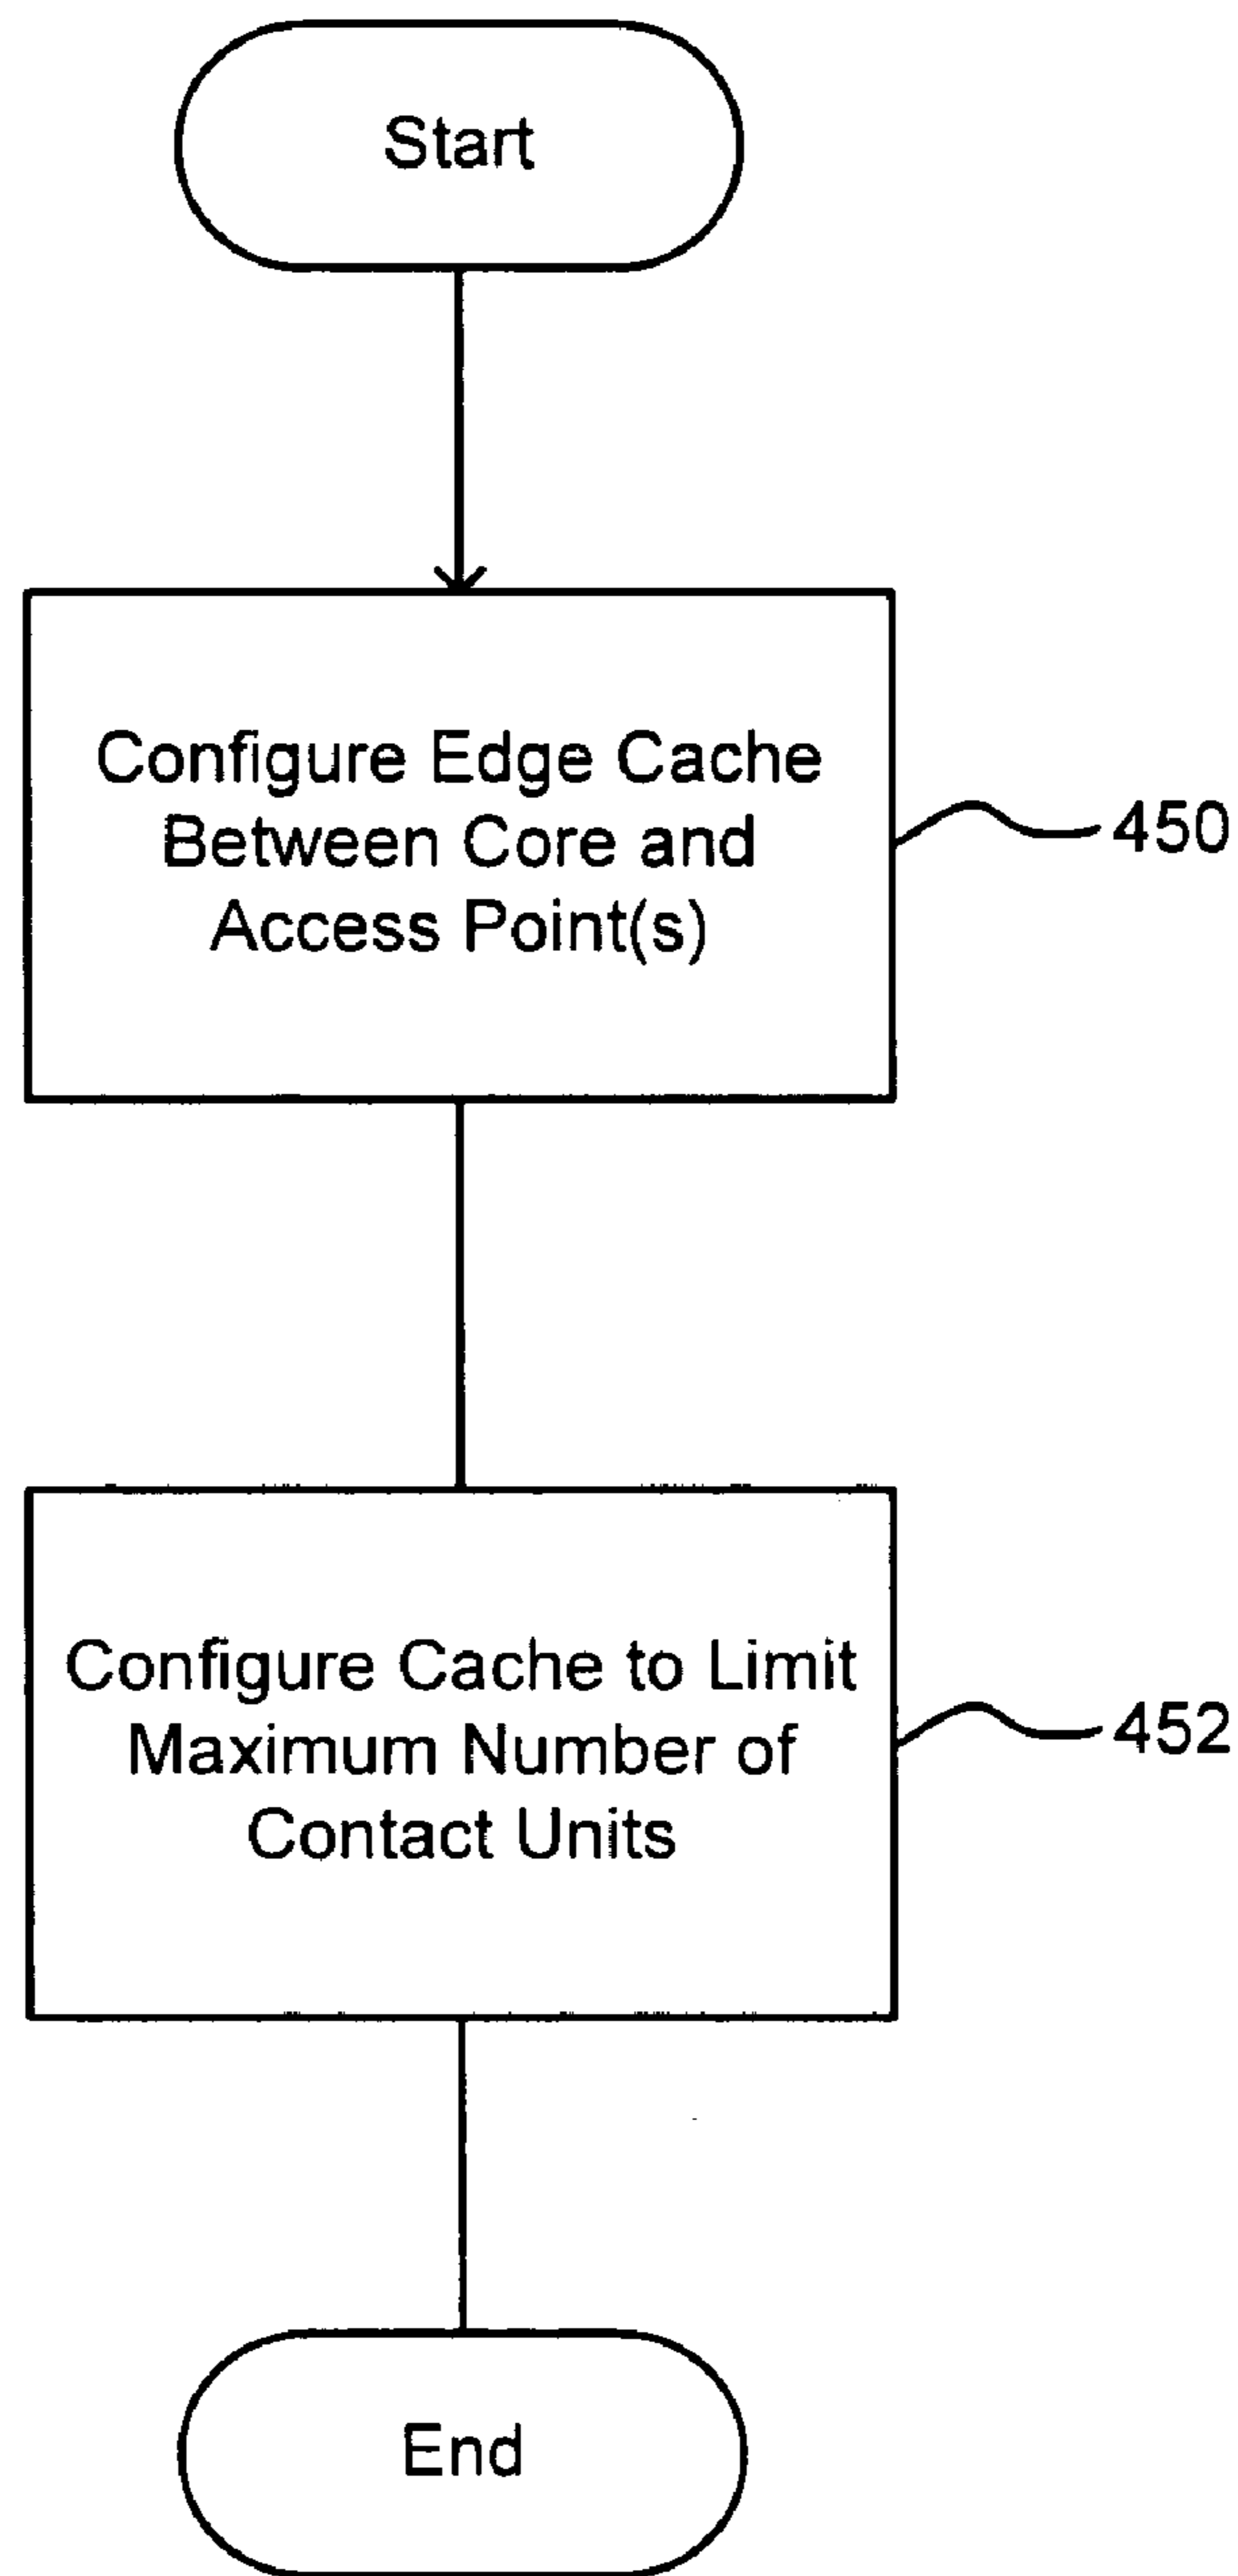 Start
Configure Edge Cache
Between Core and
Access Point(s)
450
Configure Cache to Limit
Maximum Number of
Contact Units
452
End